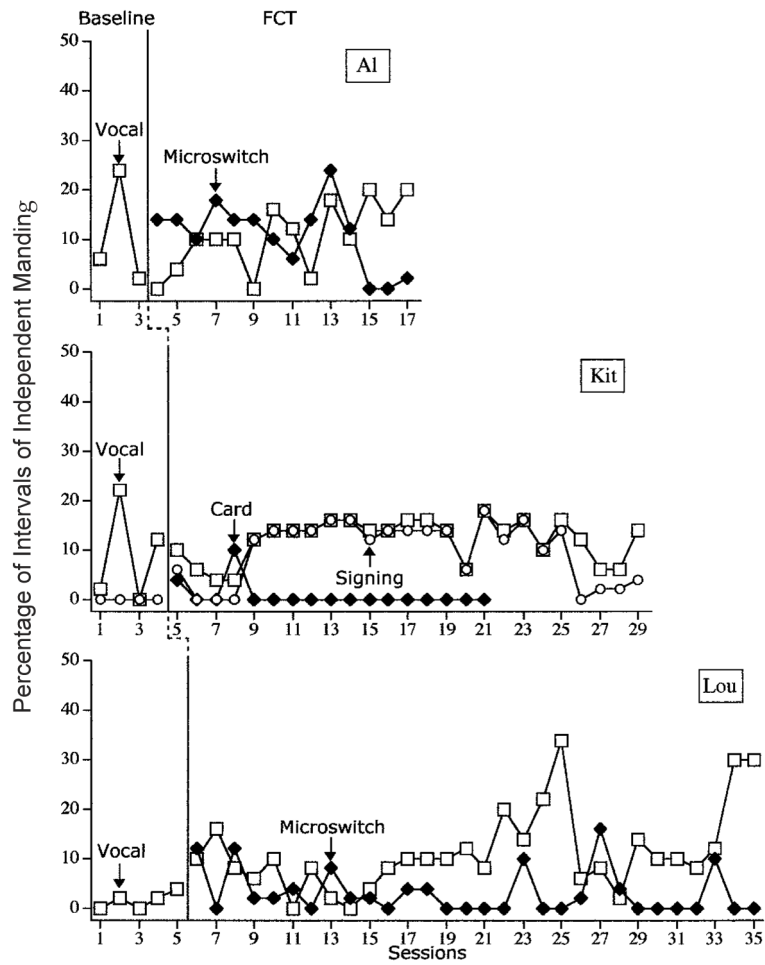 Baseline FCT
50
Al
40
30
Vocal
Microswitch
20
10
0
1 3 5 7 9 11 13 15 17
Percentage of Intervals of Independent Manding
50
Kit
40
30
Vocal
20
Card
10
Signing
0
1 3 5 7 9 11 13 15 17 19 21 23 25 27 29
50
Lou
40
30
20
Microswitch
Vocal
10
0
1 3 5 7 9 11 13 15 17 19 21 23 25 27 29 31 33 35
Sessions